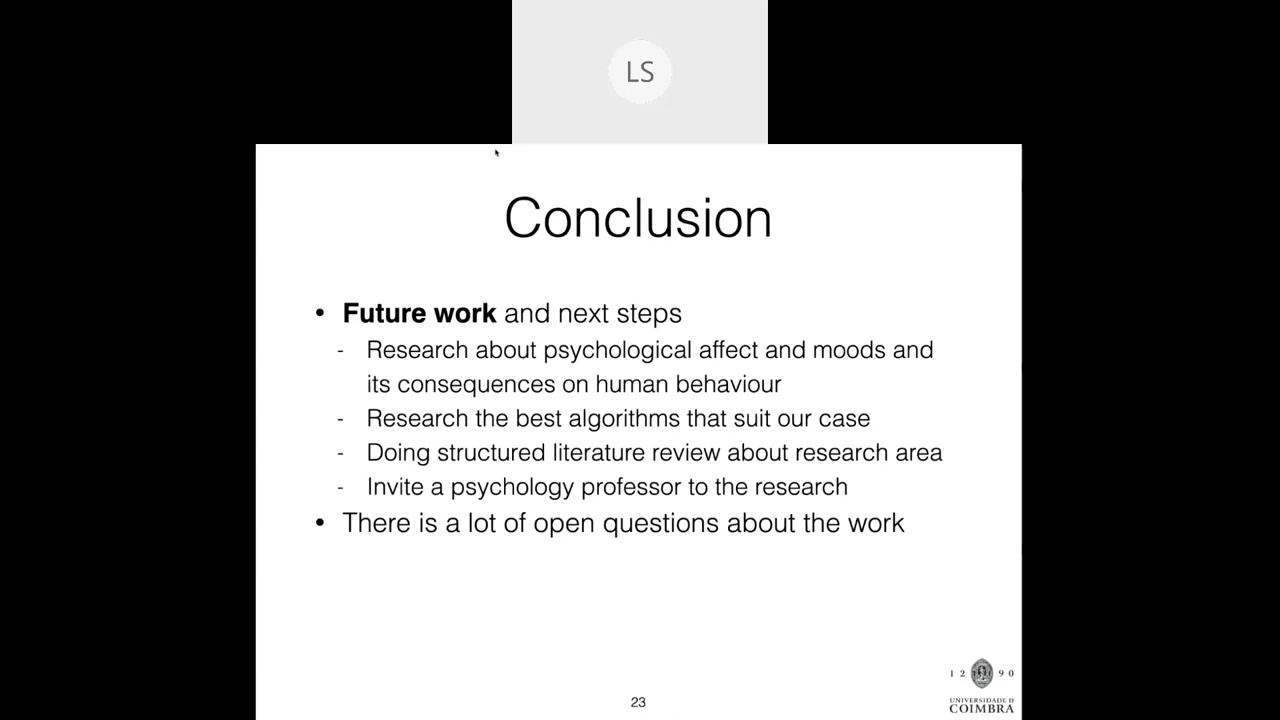 LS
Conclusion
• Future work and next steps
- Research about psychological affect and moods and
its consequences on human behaviour
- Research the best algorithms that suit our case
- Doing structured literature review about research area
- Invite a psychology professor to the research
• There is a lot of open questions about the work
1 2 9 0
UNIVERSIDADE D
COIMBRA
23